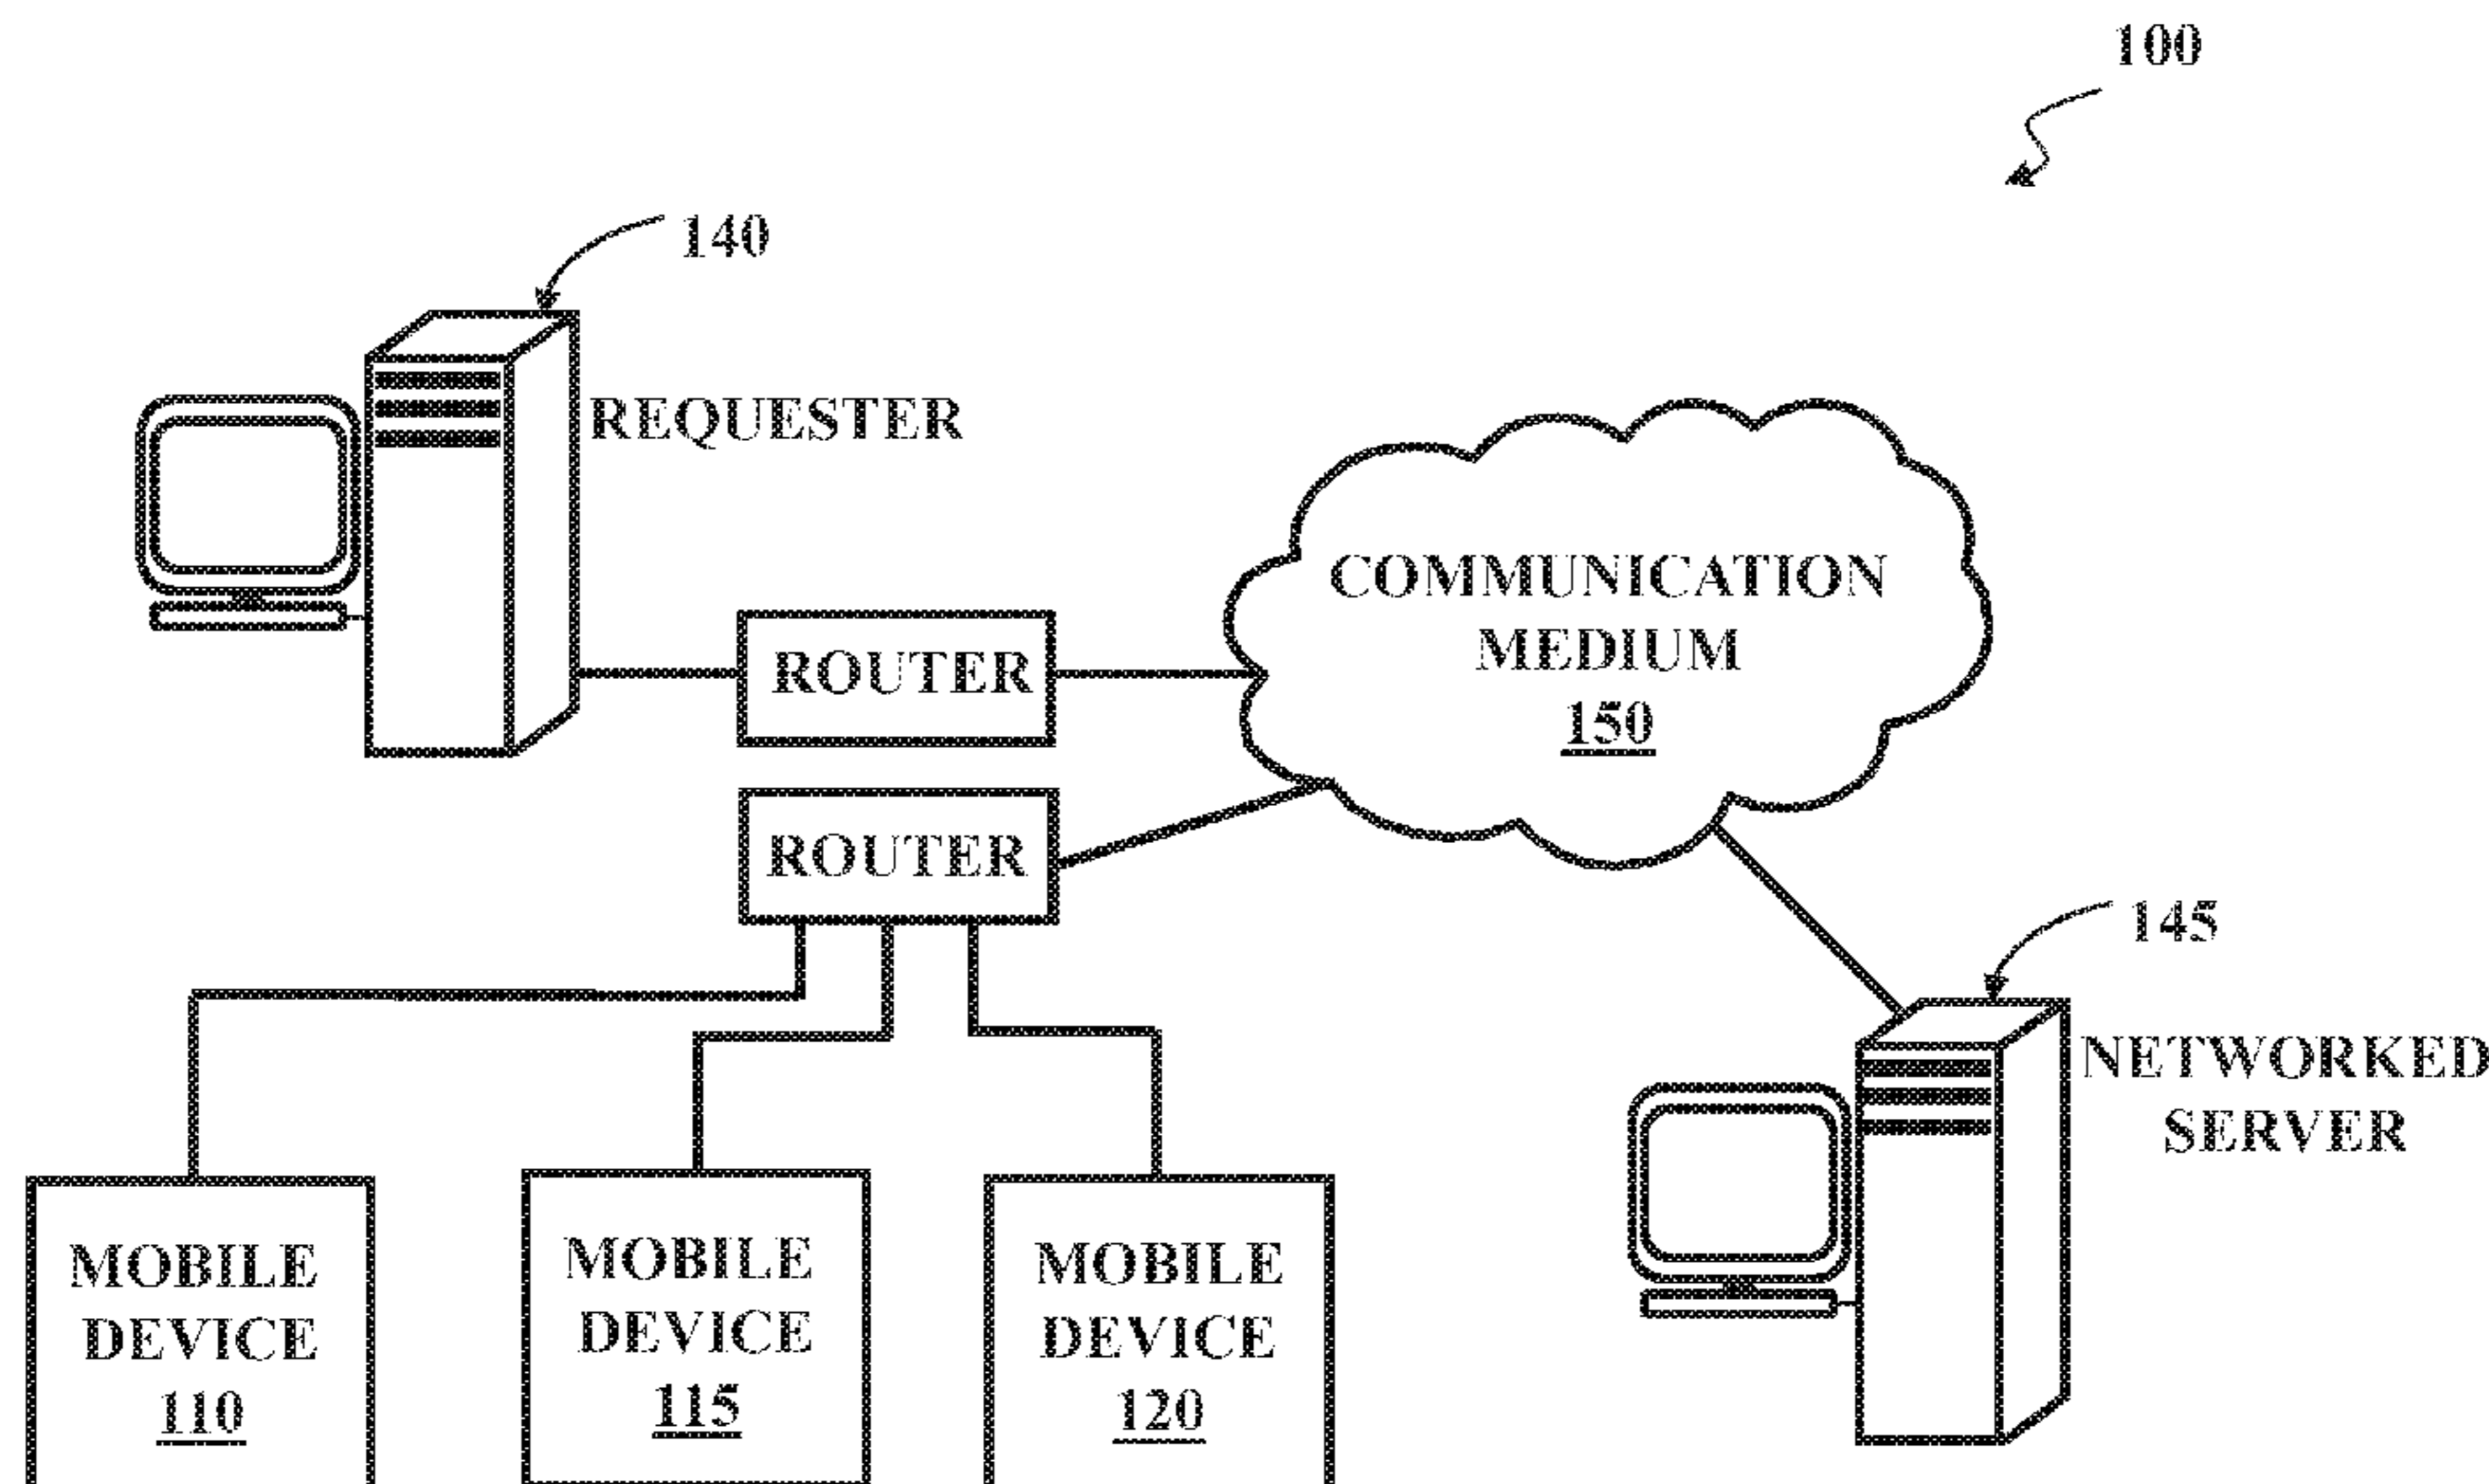 100
140
REQUESTER
COMMUNICATION
MEDIUM
150
ROUTER
ROUTER
145
NETWORKED
SERVER
MOBILE
DEVICE
110
MOBILE
DEVICE
115
MOBILE
DEVICE
120